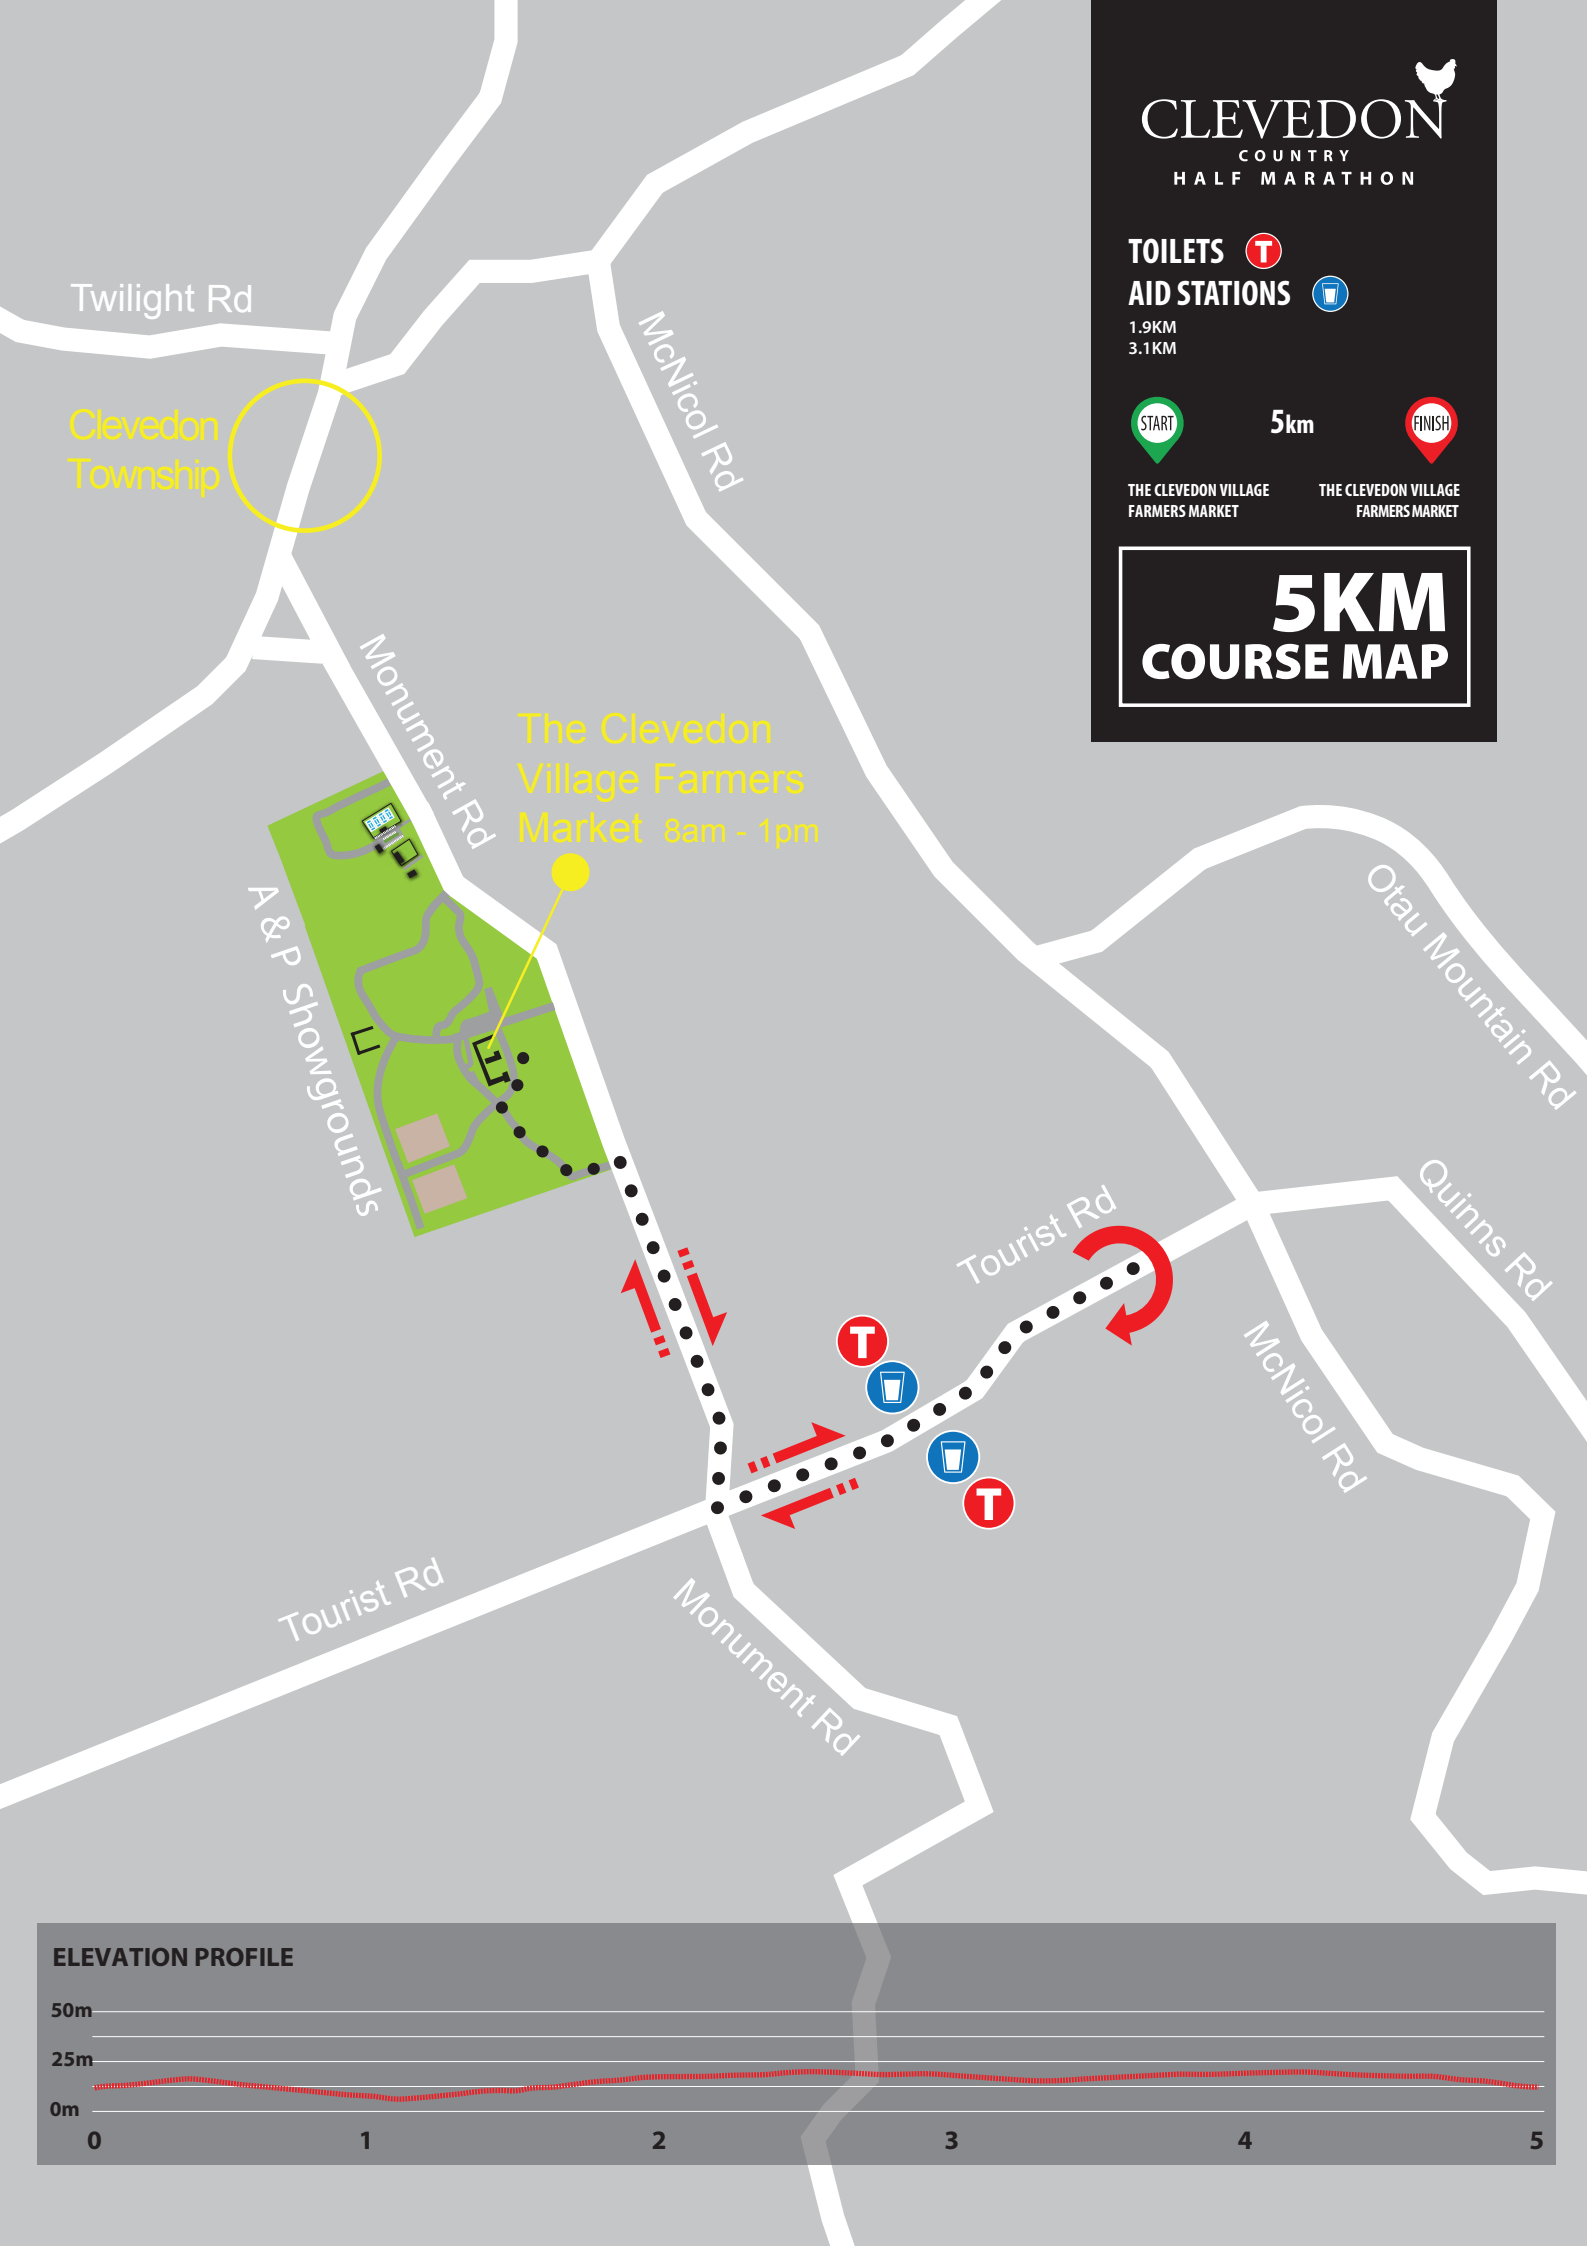 CLEVEDON
COUNTRY
HALF MARATHON
TOILETS T
AID STATIONS
1.9KM
3.1KM
START 5km FINISH
THE CLEVEDON VILLAGE
FARMERS MARKET
THE CLEVEDON VILLAGE
FARMERS MARKET
5KM
COURSE MAP
Twilight Rd
McNicol Rd
Clevedon
Township
Monument Rd
The Clevedon
Village Farmers
Market 8am - 1pm
A & P Showgrounds
Otau Mountain Rd
Quinns Rd
Tourist Rd
T
T
McNicol Rd
Tourist Rd
Monument Rd
ELEVATION PROFILE
50m
25m
0m
0 1 2 3 4 5